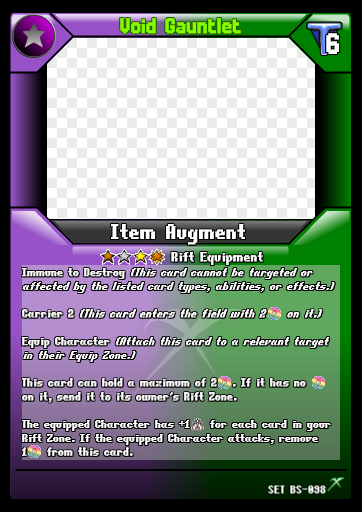 Void Gauntlet
T6
Item Augment
Rift Equipment
Immune to Destroy (This card cannot be targeted or
affected by the listed card types, abilities, or effects.)
Carrier 2 (This card enters the field with 2 on it.)
Equip Character (Attach this card to a relevant target
in their Equip Zone.)
This card can hold a maximum of 2. If it has no
on it, send it to its owner's Rift Zone.
The equipped Character has +1 for each card in your
Rift Zone. If the equipped Character attacks, remove
1 from this card.
SET BS-098